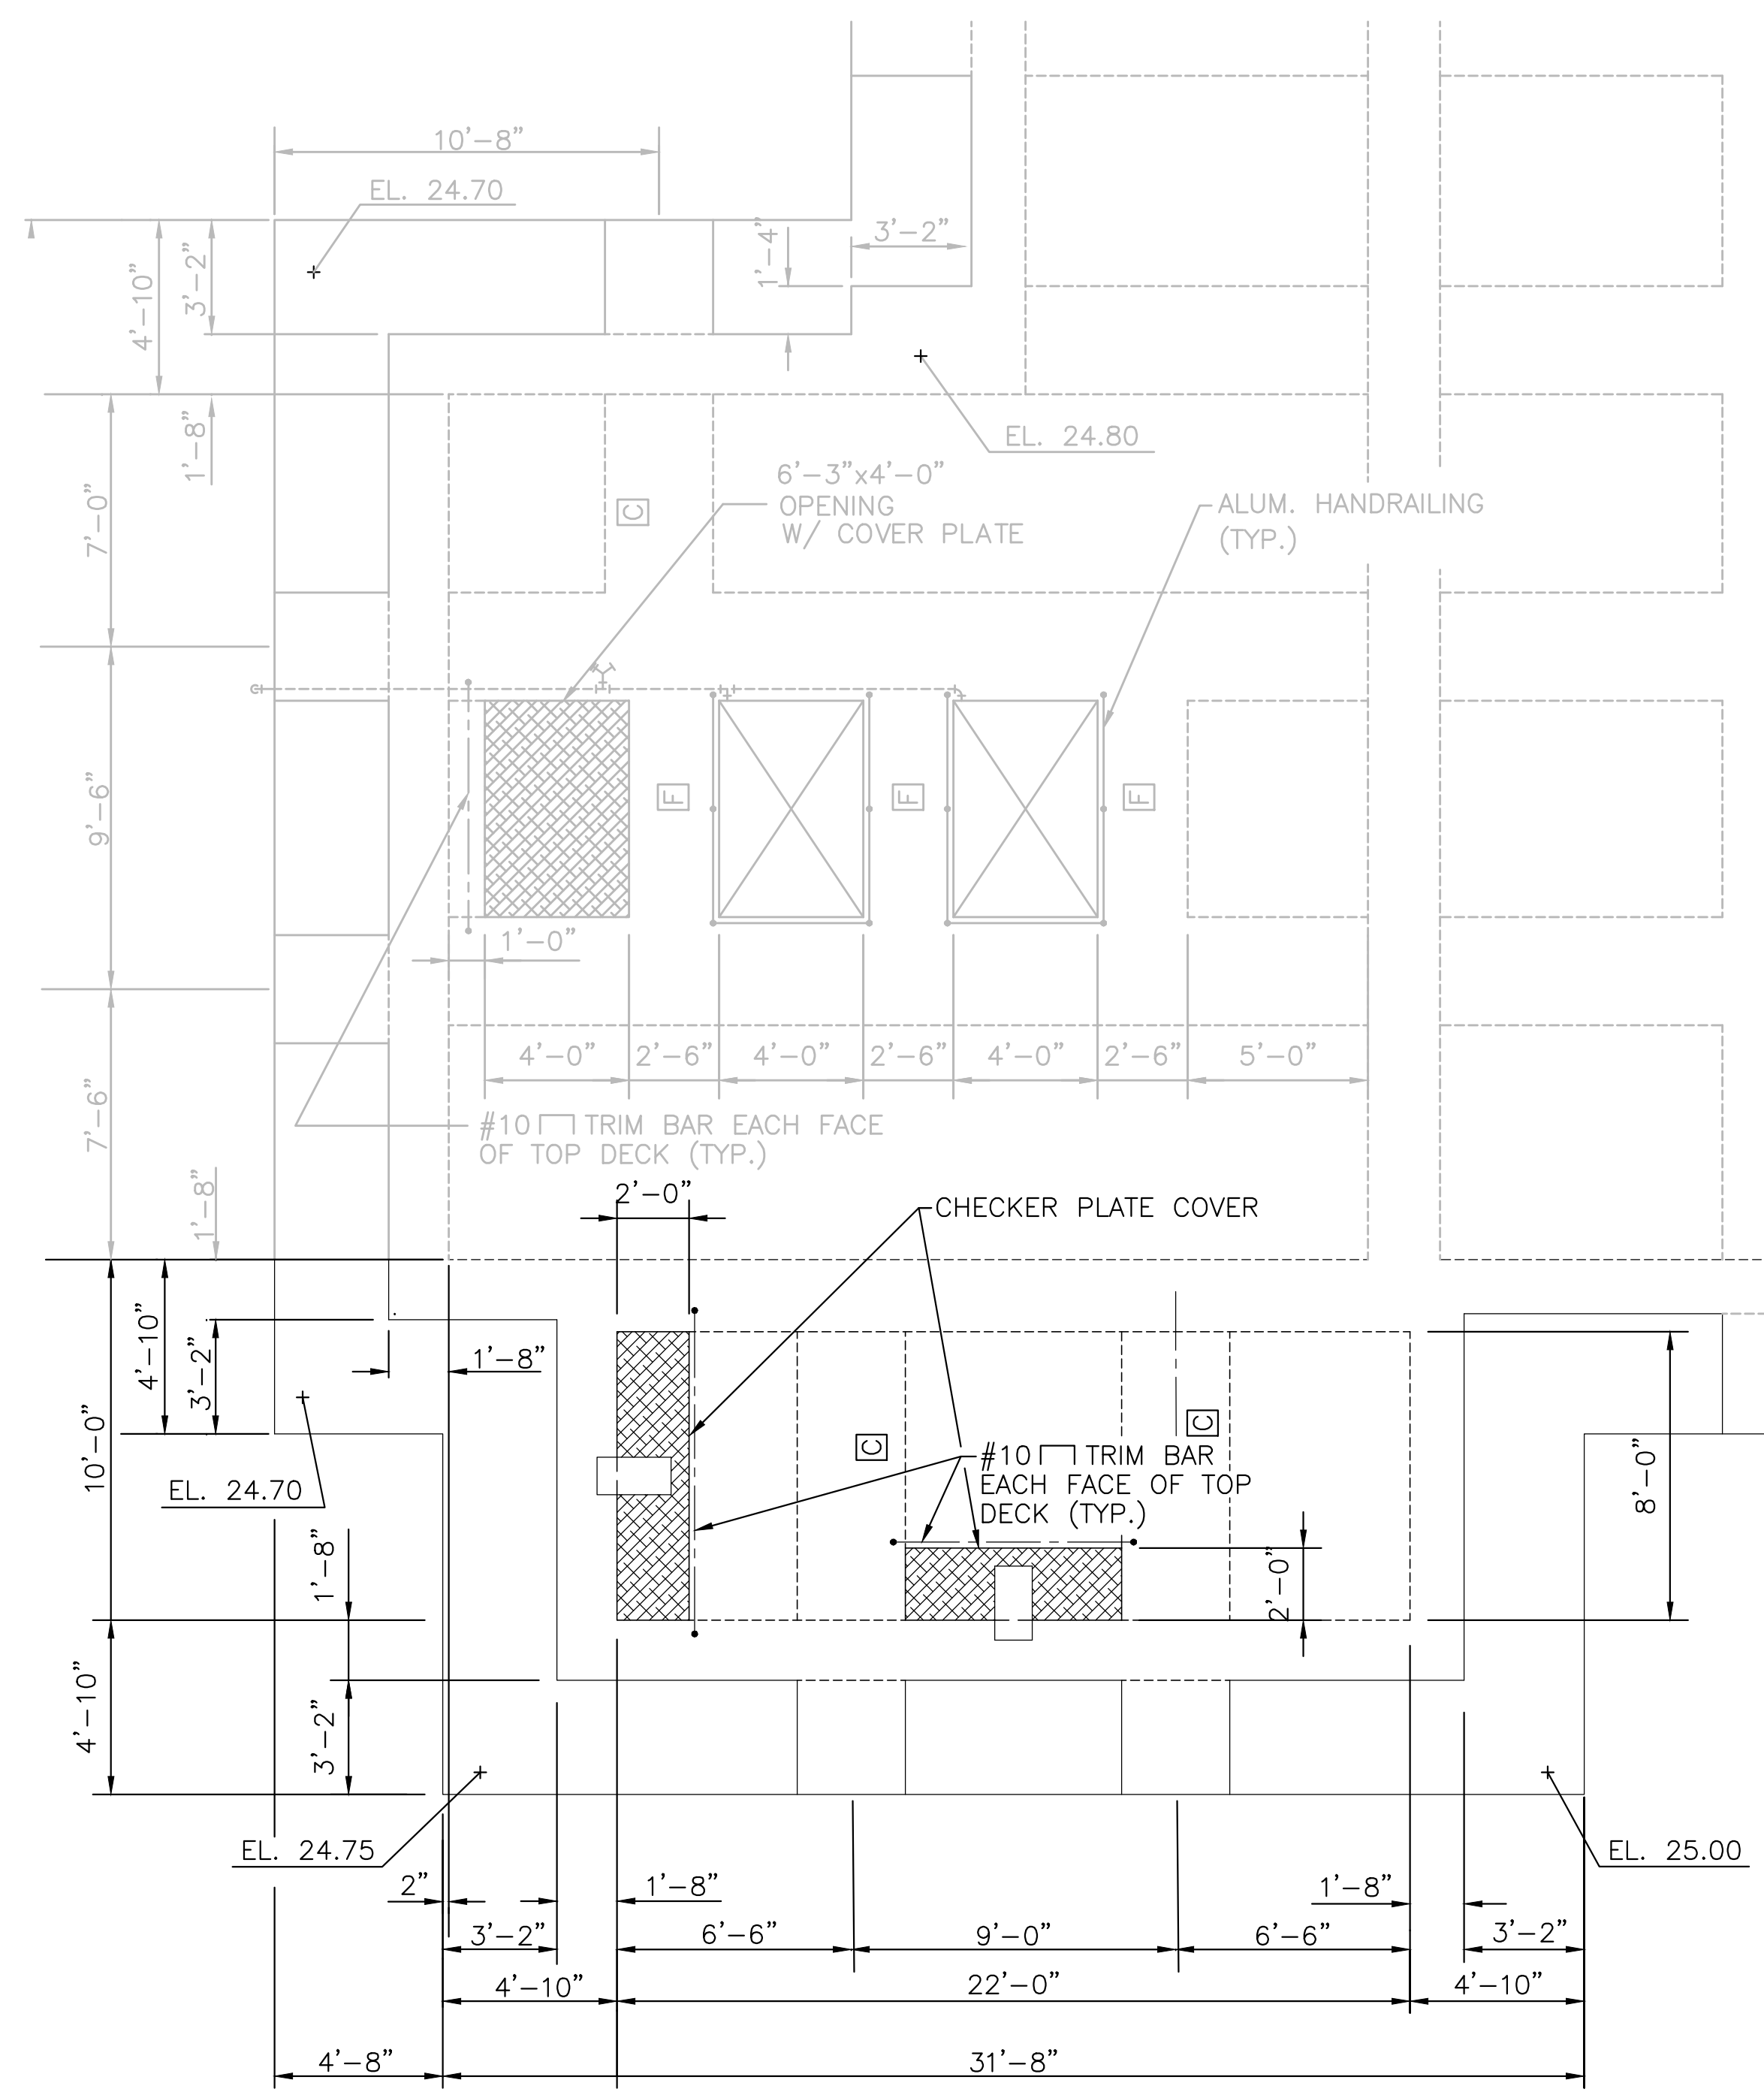 10'-8"
EL. 24.70
3'-2"
4'-10"
3'-2"
1'-4"
1'-8"
EL. 24.80
6'-3"x4'-0"
OPENING
W/ COVER PLATE
C
ALUM. HANDRAILING
(TYP.)
7'-0"
9'-6"
F
F
F
1'-0"
4'-0"
2'-6"
4'-0"
2'-6"
4'-0"
2'-6"
5'-0"
7'-6"
#10 TRIM BAR EACH FACE
OF TOP DECK (TYP.)
1'-8"
2'-0"
CHECKER PLATE COVER
4'-10"
3'-2"
1'-8"
10'-0"
C
C
#10 TRIM BAR
EACH FACE OF TOP
DECK (TYP.)
8'-0"
EL. 24.70
1'-8"
2'-0"
4'-10"
3'-2"
EL. 24.75
EL. 25.00
2"
1'-8"
1'-8"
3'-2"
6'-6"
9'-0"
6'-6"
3'-2"
4'-10"
22'-0"
4'-10"
4'-8"
31'-8"